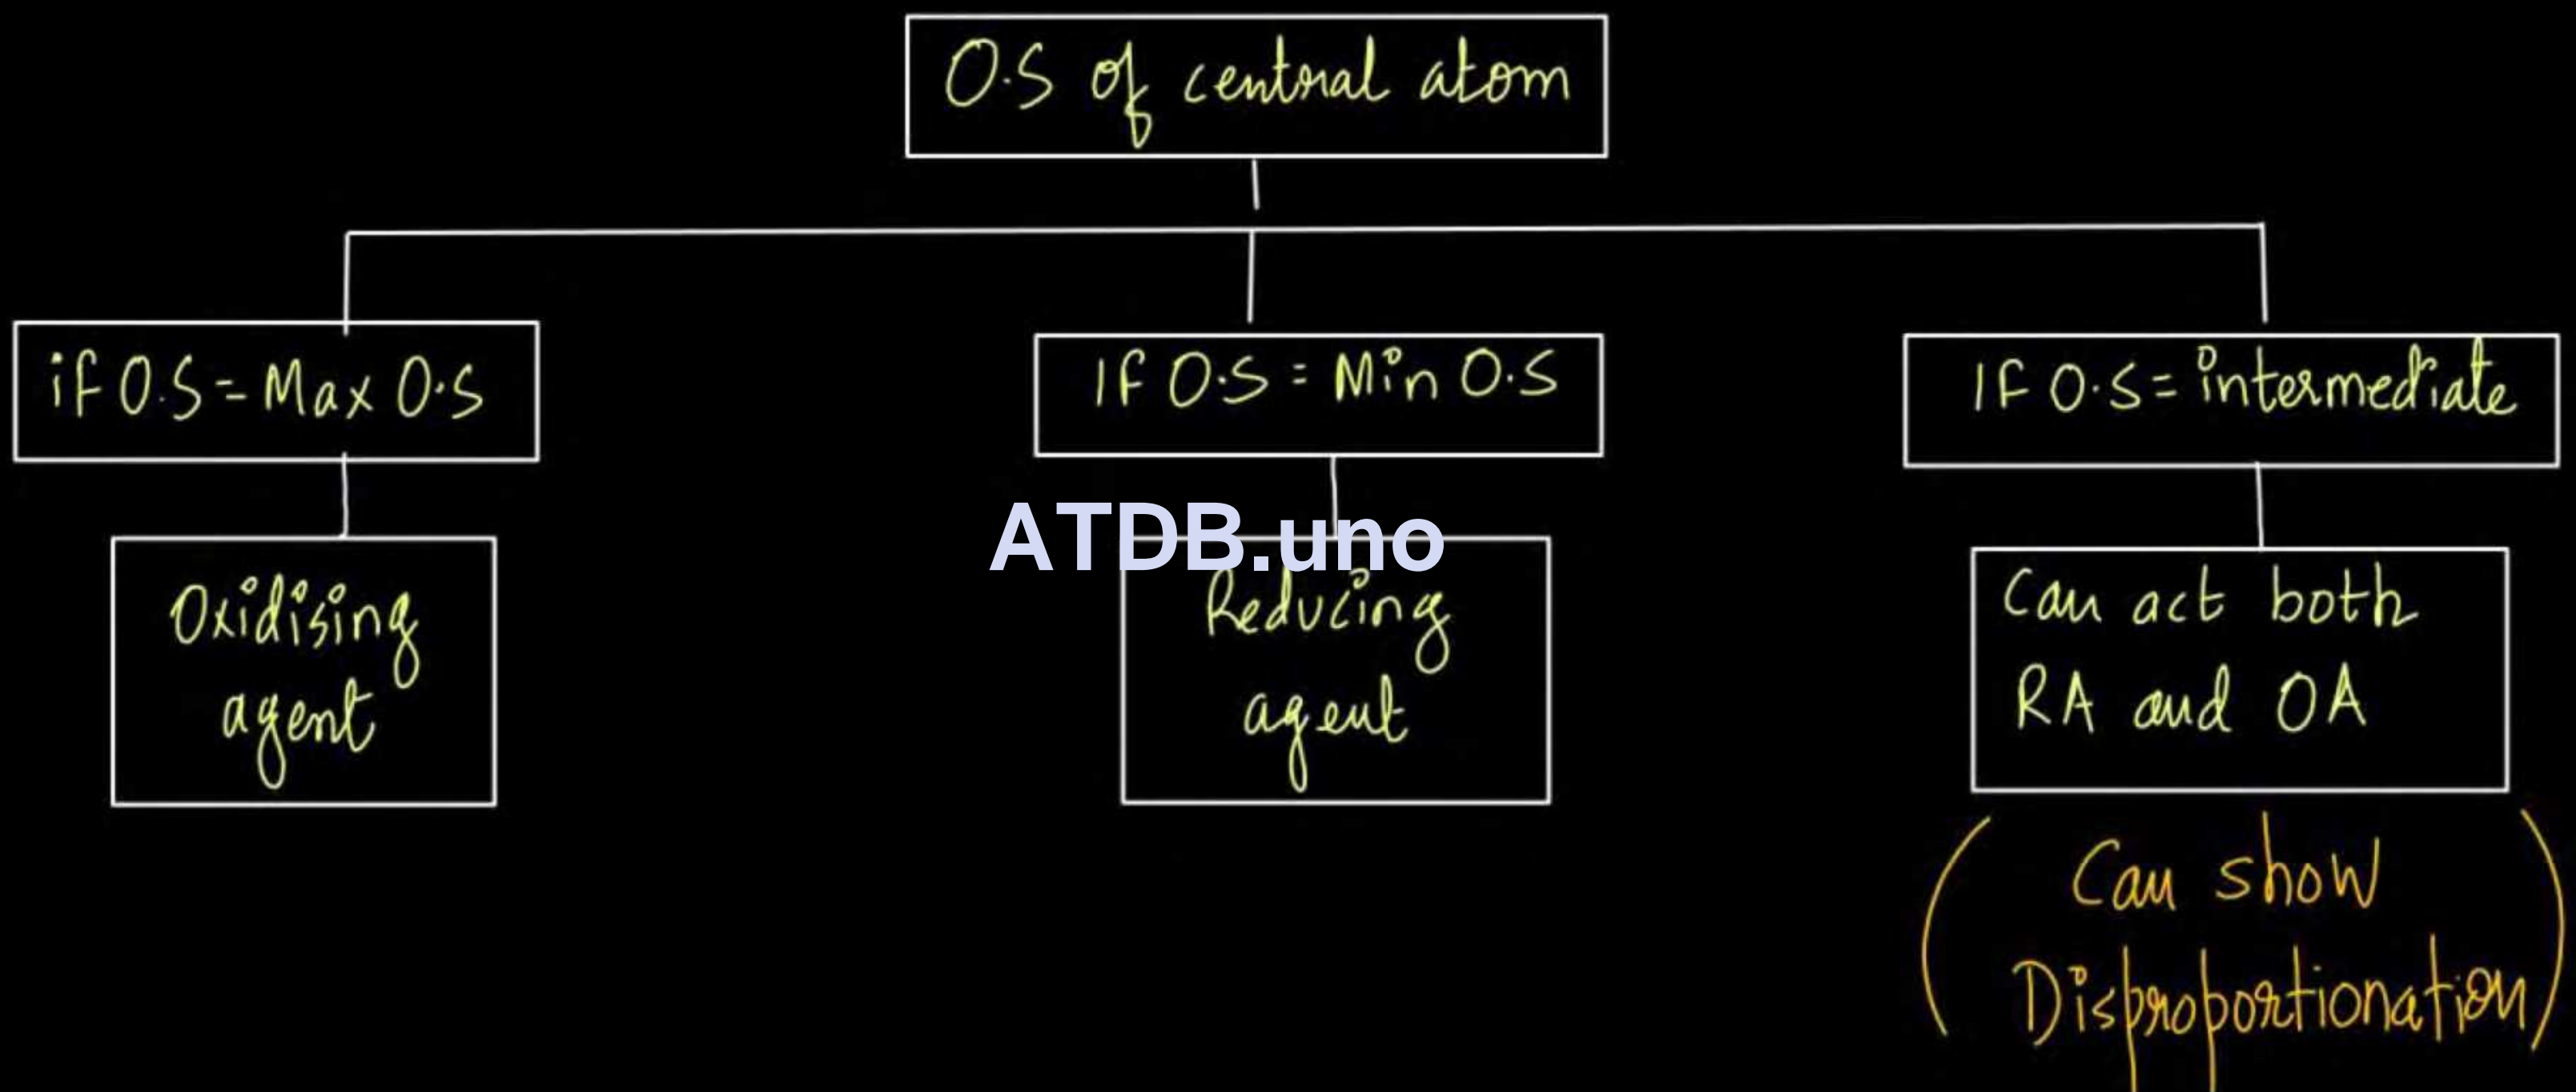 O.S of central atom
if O.S = Max O.S
If O.S = Min O.S
If O.S = intermediate
ATDB.uno
Oxidising
agent
Reducing
agent
Can act both
RA and OA
( Can show
Disproportionation )